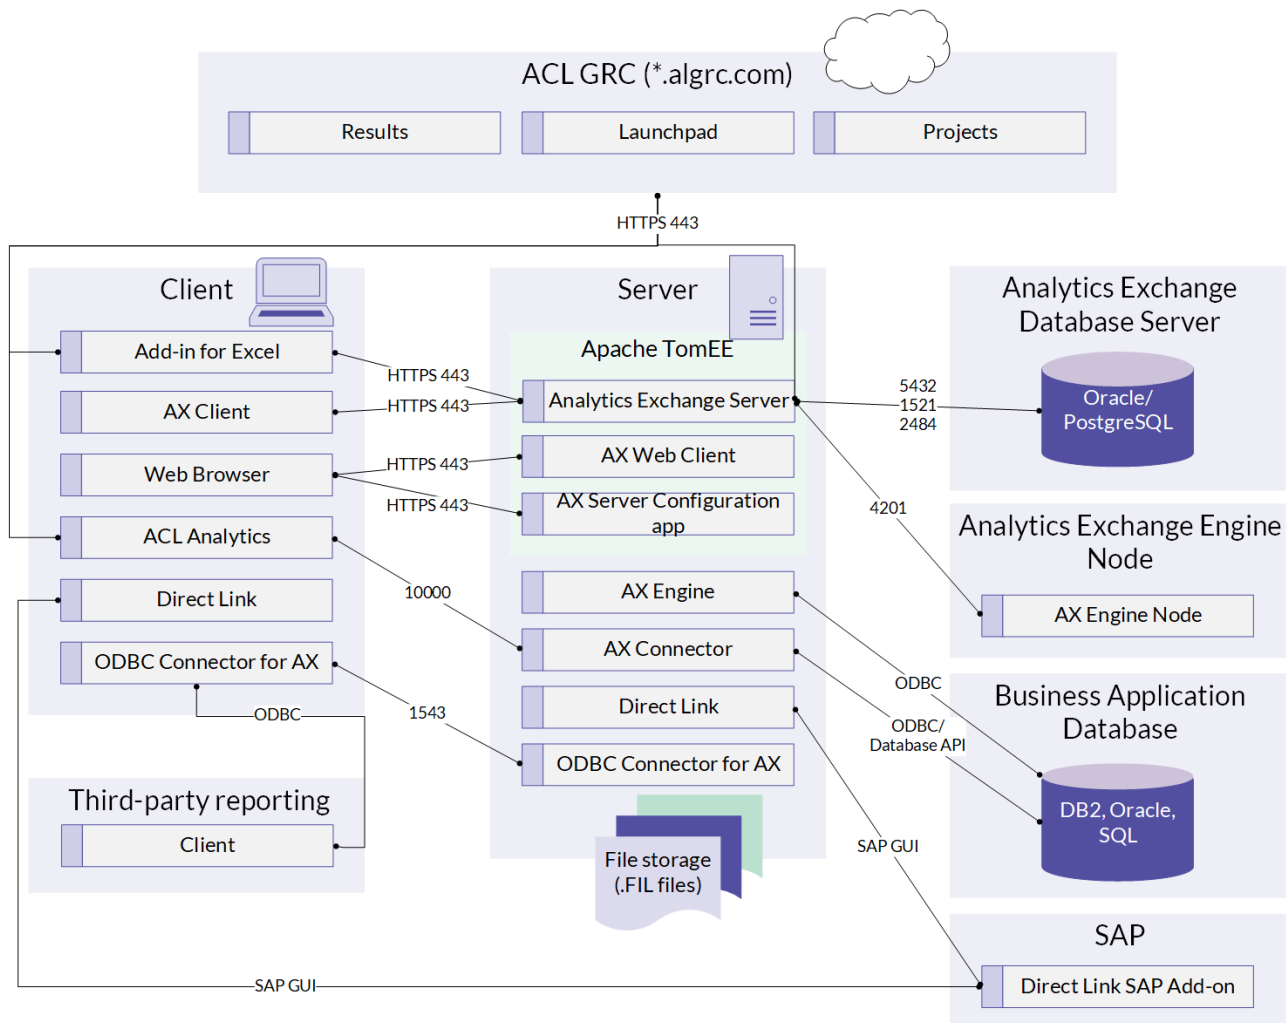 ACL GRC (*.algrc.com)
Results
Launchpad
Projects
HTTPS 443
Client
Add-in for Excel
AX Client
Web Browser
ACL Analytics
Direct Link
ODBC Connector for AX
HTTPS 443
HTTPS 443
HTTPS 443
HTTPS 443
10000
1543
ODBC
Third-party reporting
Client
Server
Apache TomEE
Analytics Exchange Server
AX Web Client
AX Server Configuration
app
AX Engine
AX Connector
Direct Link
ODBC Connector for AX
File storage
(.FIL files)
5432
1521
2484
4201
ODBC
ODBC/
Database API
SAP GUI
SAP GUI
Analytics Exchange
Database Server
Oracle/
PostgreSQL
Analytics Exchange Engine
Node
AX Engine Node
Business Application
Database
DB2, Oracle,
SQL
SAP
Direct Link SAP Add-on